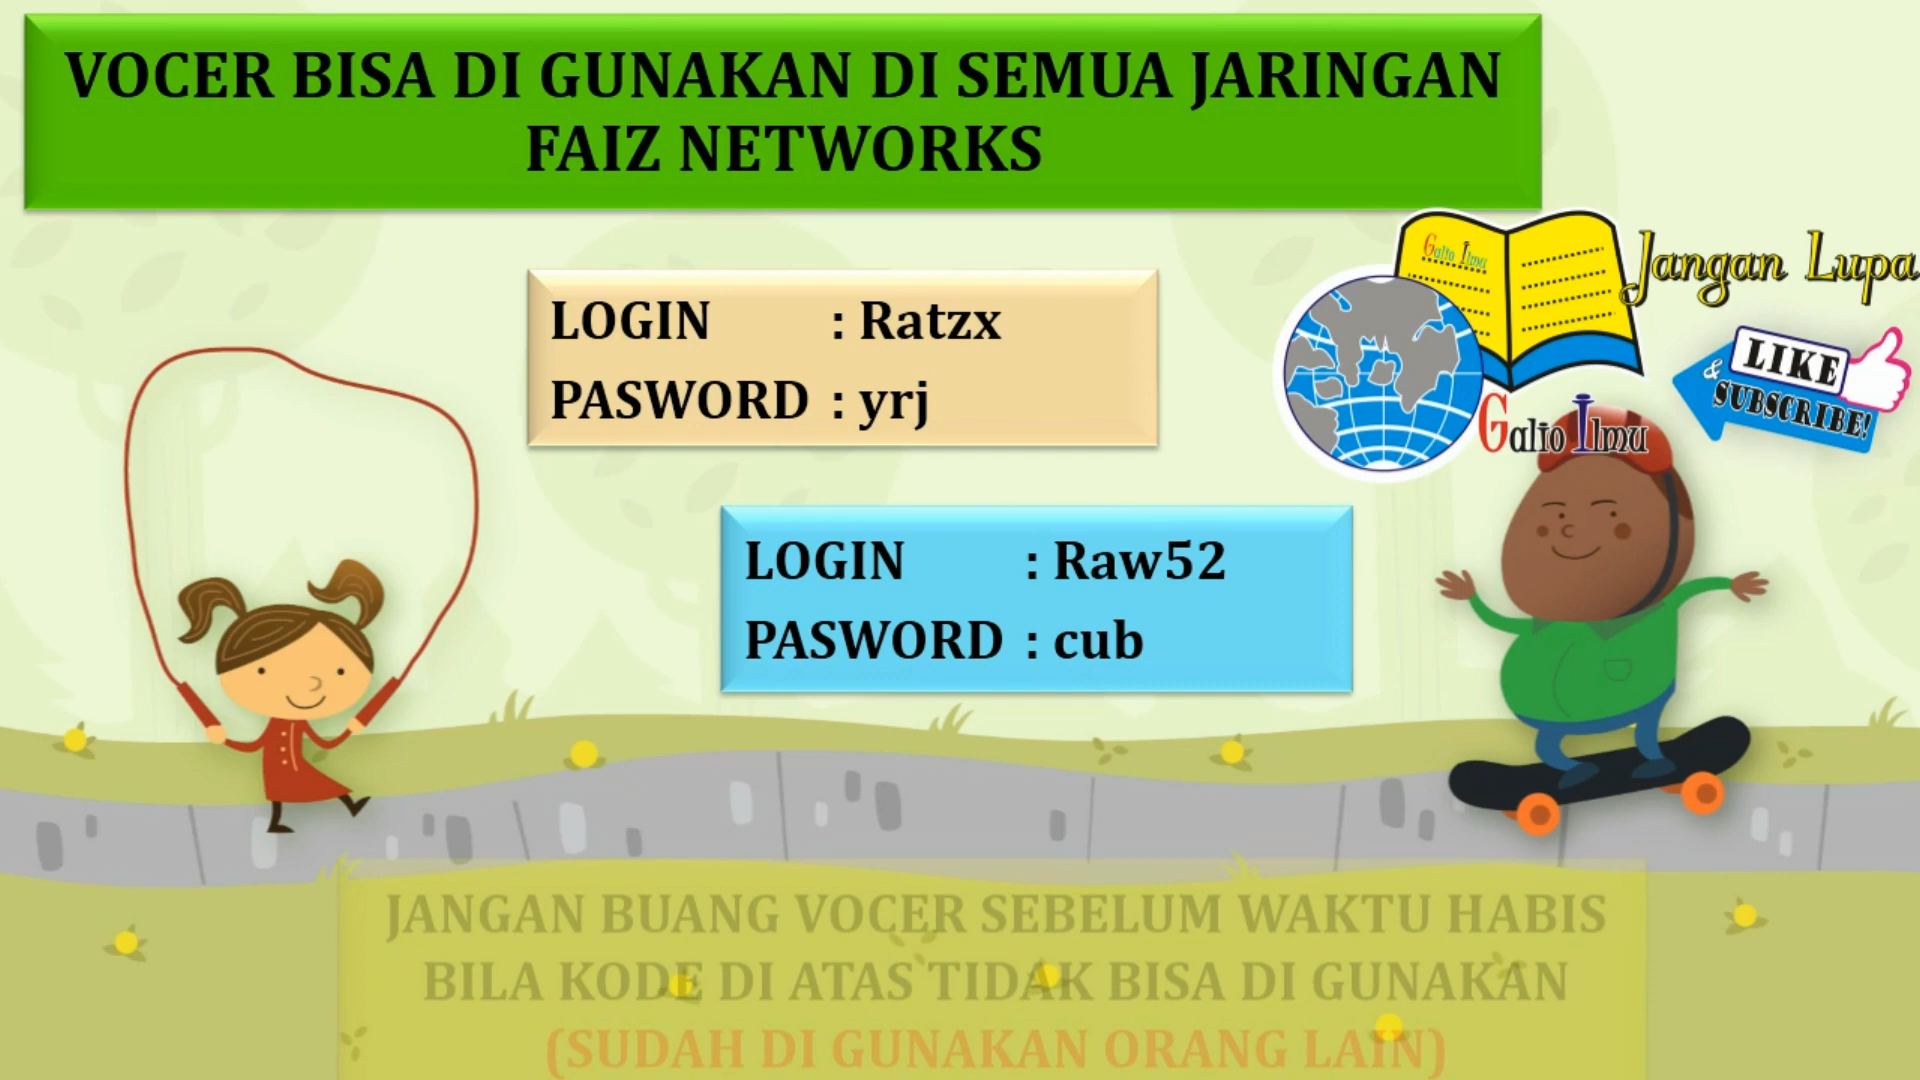 VOCER BISA DI GUNAKAN DI SEMUA JARINGAN
FAIZ NETWORKS
LOGIN : Ratzx
PASWORD : yrj
Galio Ilmu
Jangan Lupa
LIKE
& SUBSCRIBE!
Galio Ilmu
LOGIN : Raw52
PASWORD : cub
JANGAN BUANG VOCER SEBELUM WAKTU HABIS
BILA KODE DI ATAS TIDAK BISA DI GUNAKAN
(SUDAH DI GUNAKAN ORANG LAIN)